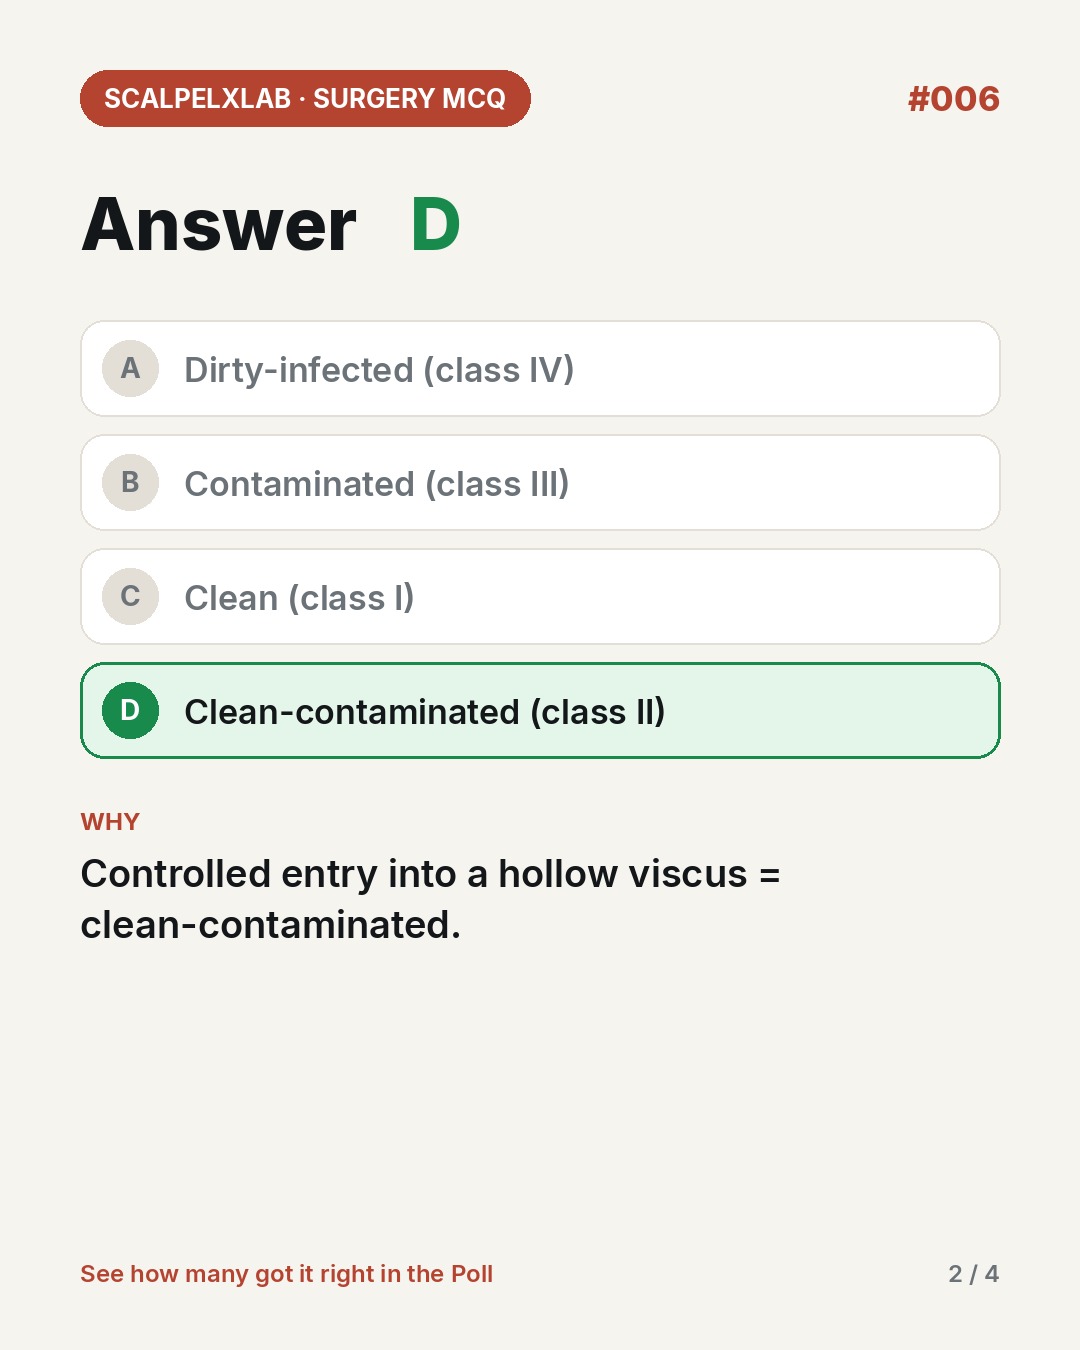 SCALPELXLAB · SURGERY MCQ
#006
Answer D
A Dirty-infected (class IV)
B Contaminated (class III)
C Clean (class I)
D Clean-contaminated (class II)
WHY
Controlled entry into a hollow viscus =
clean-contaminated.
See how many got it right in the Poll
2 / 4